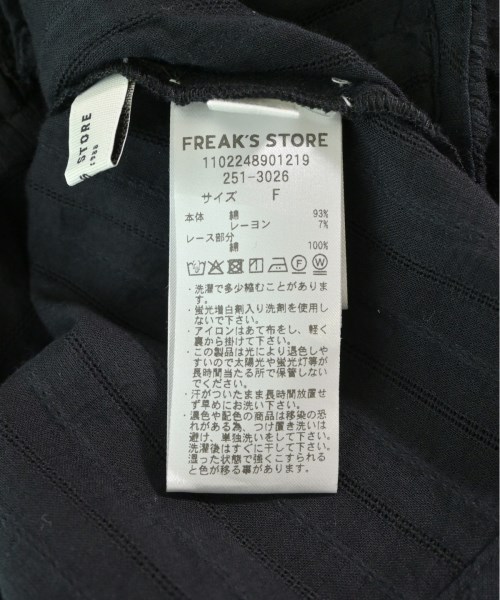 STORE
1986
FREAK'S STORE
1102248901219
251-3026
サイズ F
本体 綿 93%
レーヨン 7%
レース部分
綿 100%
・洗濯で多少縮むことがありま
す。
・蛍光増白剤入り洗剤を使用し
ないで下さい。
・アイロンはあて布をし、軽く
裏から掛けて下さい。
・この製品は光により退色しや
すいので太陽光や蛍光灯等が
長時間当たる所で保管しない
でください。
・汗がついたまま長時間放置せ
ず早めにお洗い下さい。
・濃色や配色の商品は移染の恐
れがある為、つけ置き洗いは
避け、単独洗いをして下さい。
洗濯後はすぐに干して下さい。
湿った状態で強くこすられる
と色が移る事があります。